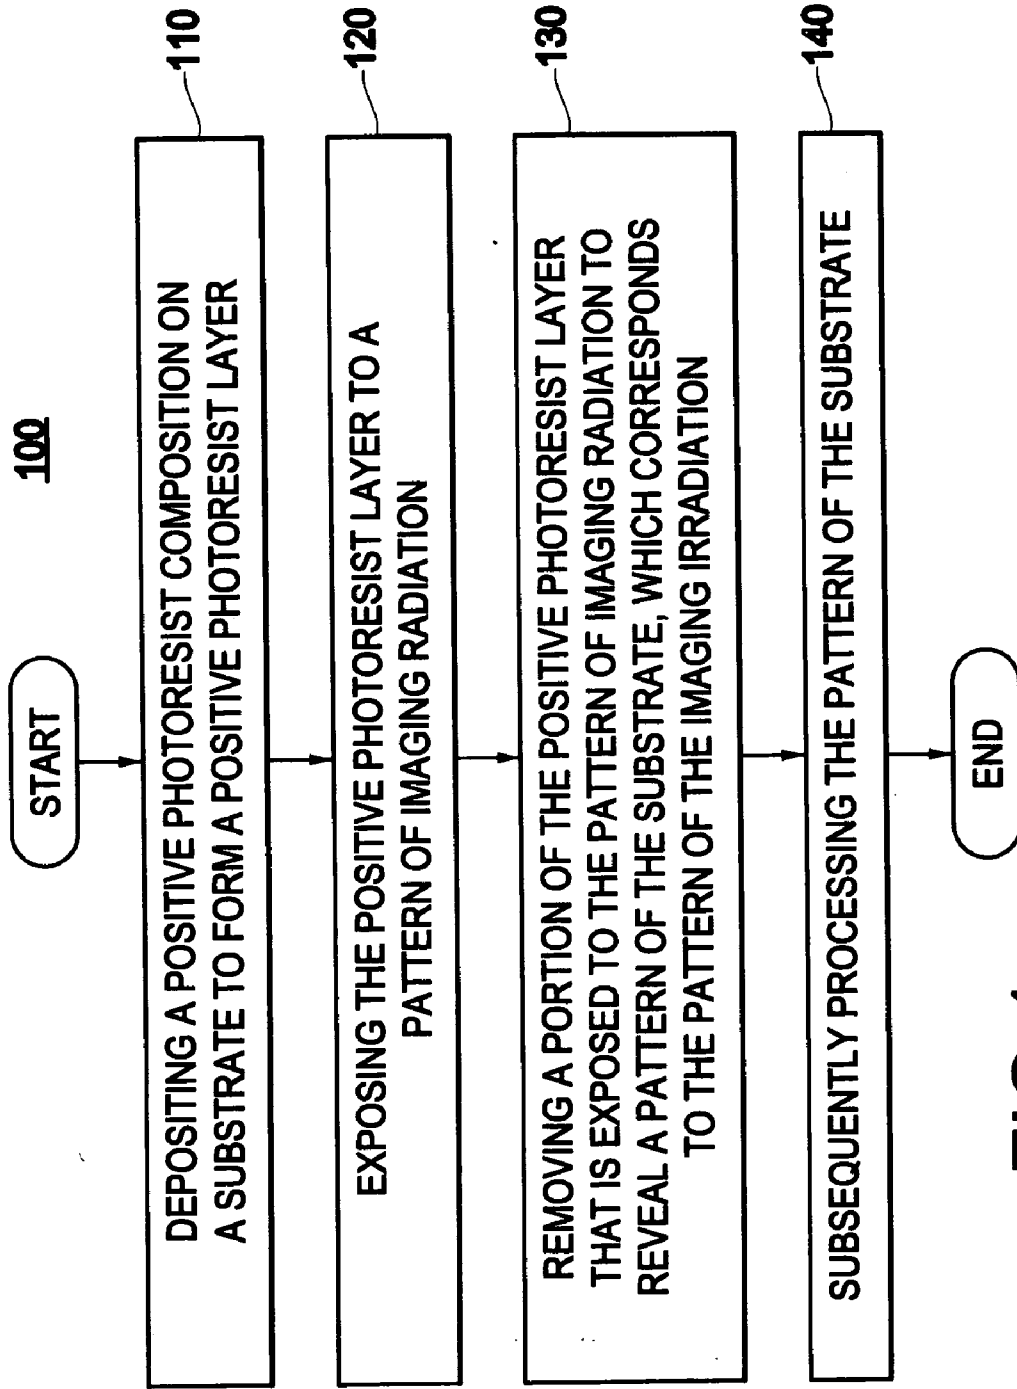 100
START
DEPOSITING A POSITIVE PHOTORESIST COMPOSITION ON
A SUBSTRATE TO FORM A POSITIVE PHOTORESIST LAYER
110
EXPOSING THE POSITIVE PHOTORESIST LAYER TO A
PATTERN OF IMAGING RADIATION
120
REMOVING A PORTION OF THE POSITIVE PHOTORESIST LAYER
THAT IS EXPOSED TO THE PATTERN OF IMAGING RADIATION TO
REVEAL A PATTERN OF THE SUBSTRATE, WHICH CORRESPONDS
TO THE PATTERN OF THE IMAGING IRRADIATION
130
SUBSEQUENTLY PROCESSING THE PATTERN OF THE SUBSTRATE
140
END